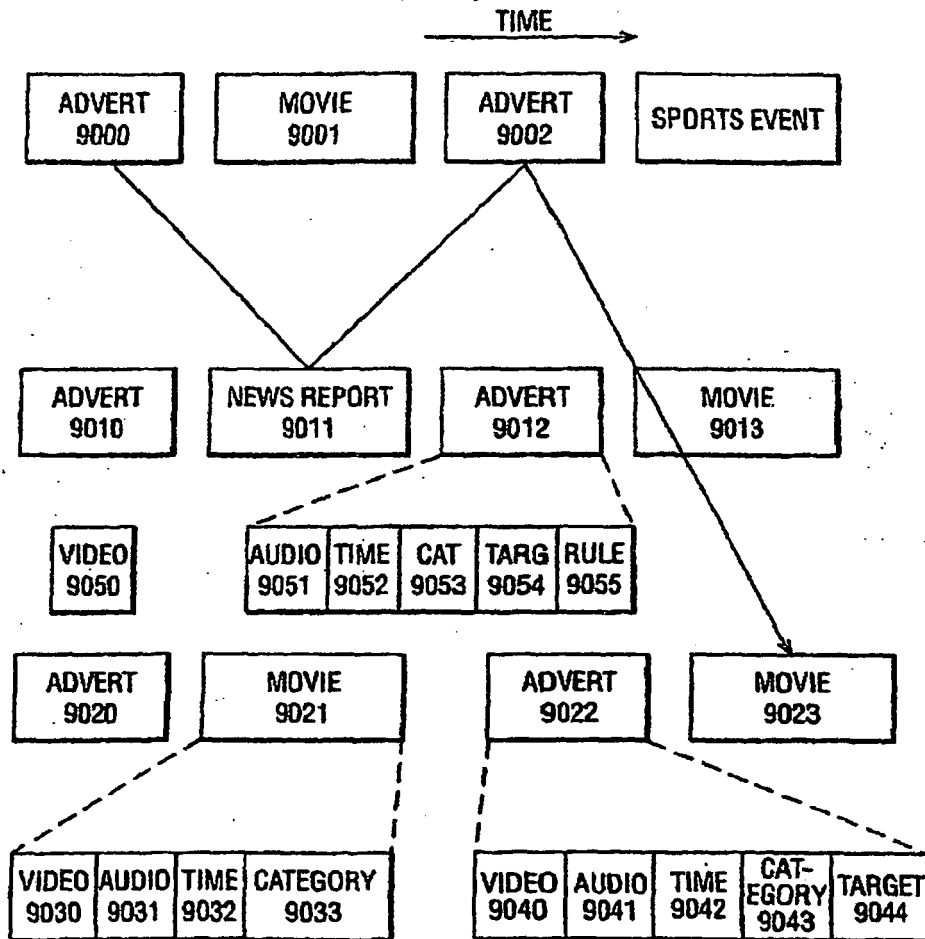 TIME
ADVERT
9000
MOVIE
9001
ADVERT
9002
SPORTS EVENT
ADVERT
9010
NEWS REPORT
9011
ADVERT
9012
MOVIE
9013
VIDEO
9050
AUDIO
9051
TIME
9052
CAT
9053
TARG
9054
RULE
9055
ADVERT
9020
MOVIE
9021
ADVERT
9022
MOVIE
9023
VIDEO
9030
AUDIO
9031
TIME
9032
CATEGORY
9033
VIDEO
9040
AUDIO
9041
TIME
9042
CAT-
EGORY
9043
TARGET
9044